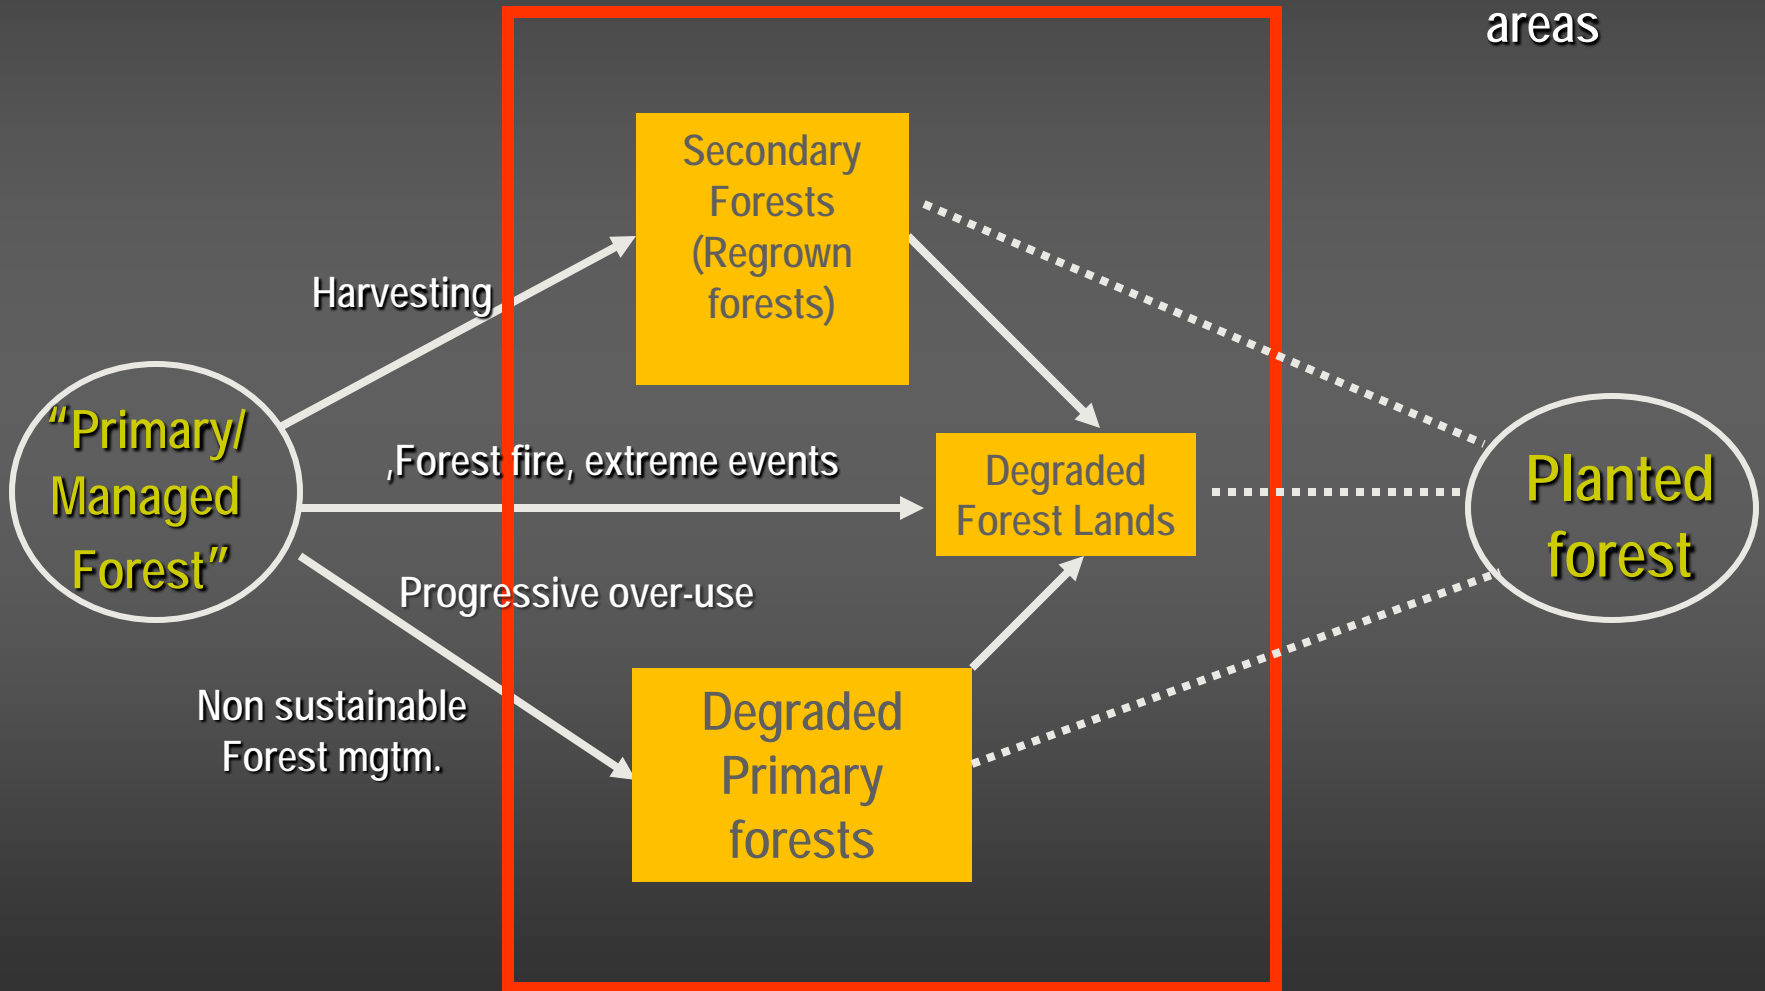 areas
Secondary
Forests
(Regrown
forests)
Harvesting
“Primary/
Managed
Forest”
,Forest fire, extreme events
Degraded
Forest Lands
Planted
forest
Progressive over-use
Non sustainable
Forest mgtm.
Degraded
Primary
forests